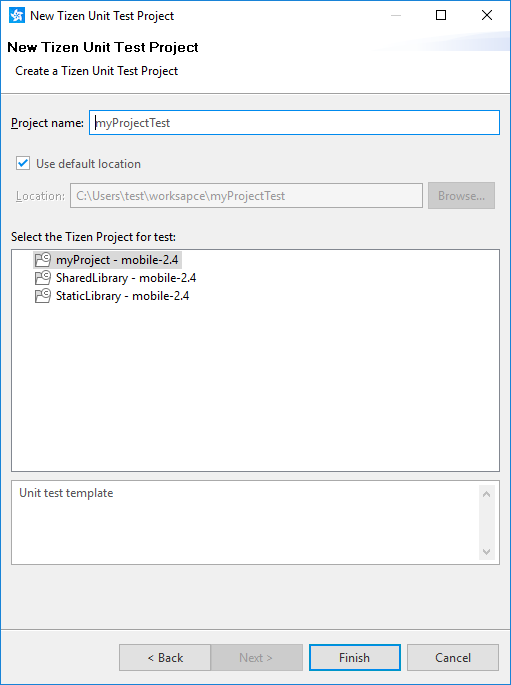 New Tizen Unit Test Project
New Tizen Unit Test Project
Create a Tizen Unit Test Project
Project name: myProjectTest
Use default location
Location: C:\Users\test\worksapce\myProjectTest Browse...
Select the Tizen Project for test:
myProject - mobile-2.4
SharedLibrary - mobile-2.4
StaticLibrary - mobile-2.4
Unit test template
< Back Next > Finish Cancel